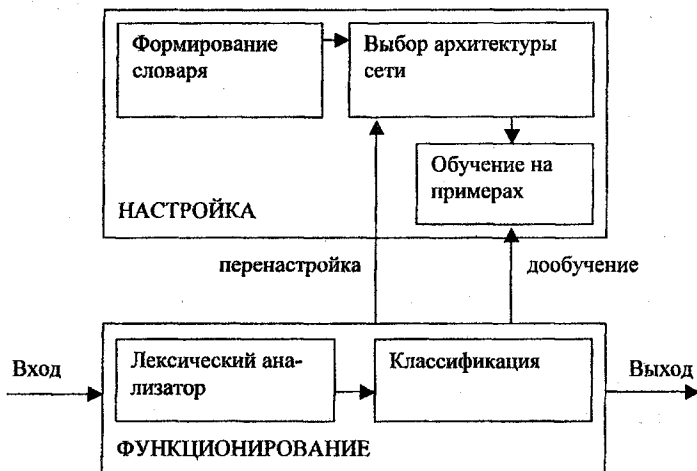 Формирование
словаря
Выбор архитектуры
сети
Обучение на
примерах
НАСТРОЙКА
перенастройка
дообучение
Вход
Лексический ана-
лизатор
Классификация
Выход
ФУНКЦИОНИРОВАНИЕ